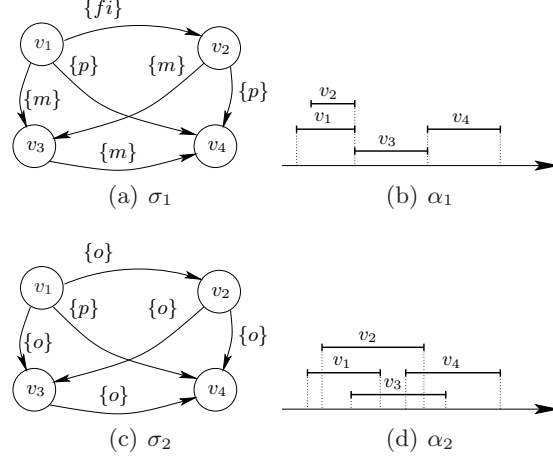 {fi}
v1 v2
{p} {m}
{m} {p}
v3 v4
{m}
(a) σ1
v2
v1 v4
v3
(b) α1
{o}
v1 v2
{p} {o}
{o} {o}
v3 v4
{o}
(c) σ2
v2
v1 v4
v3
(d) α2